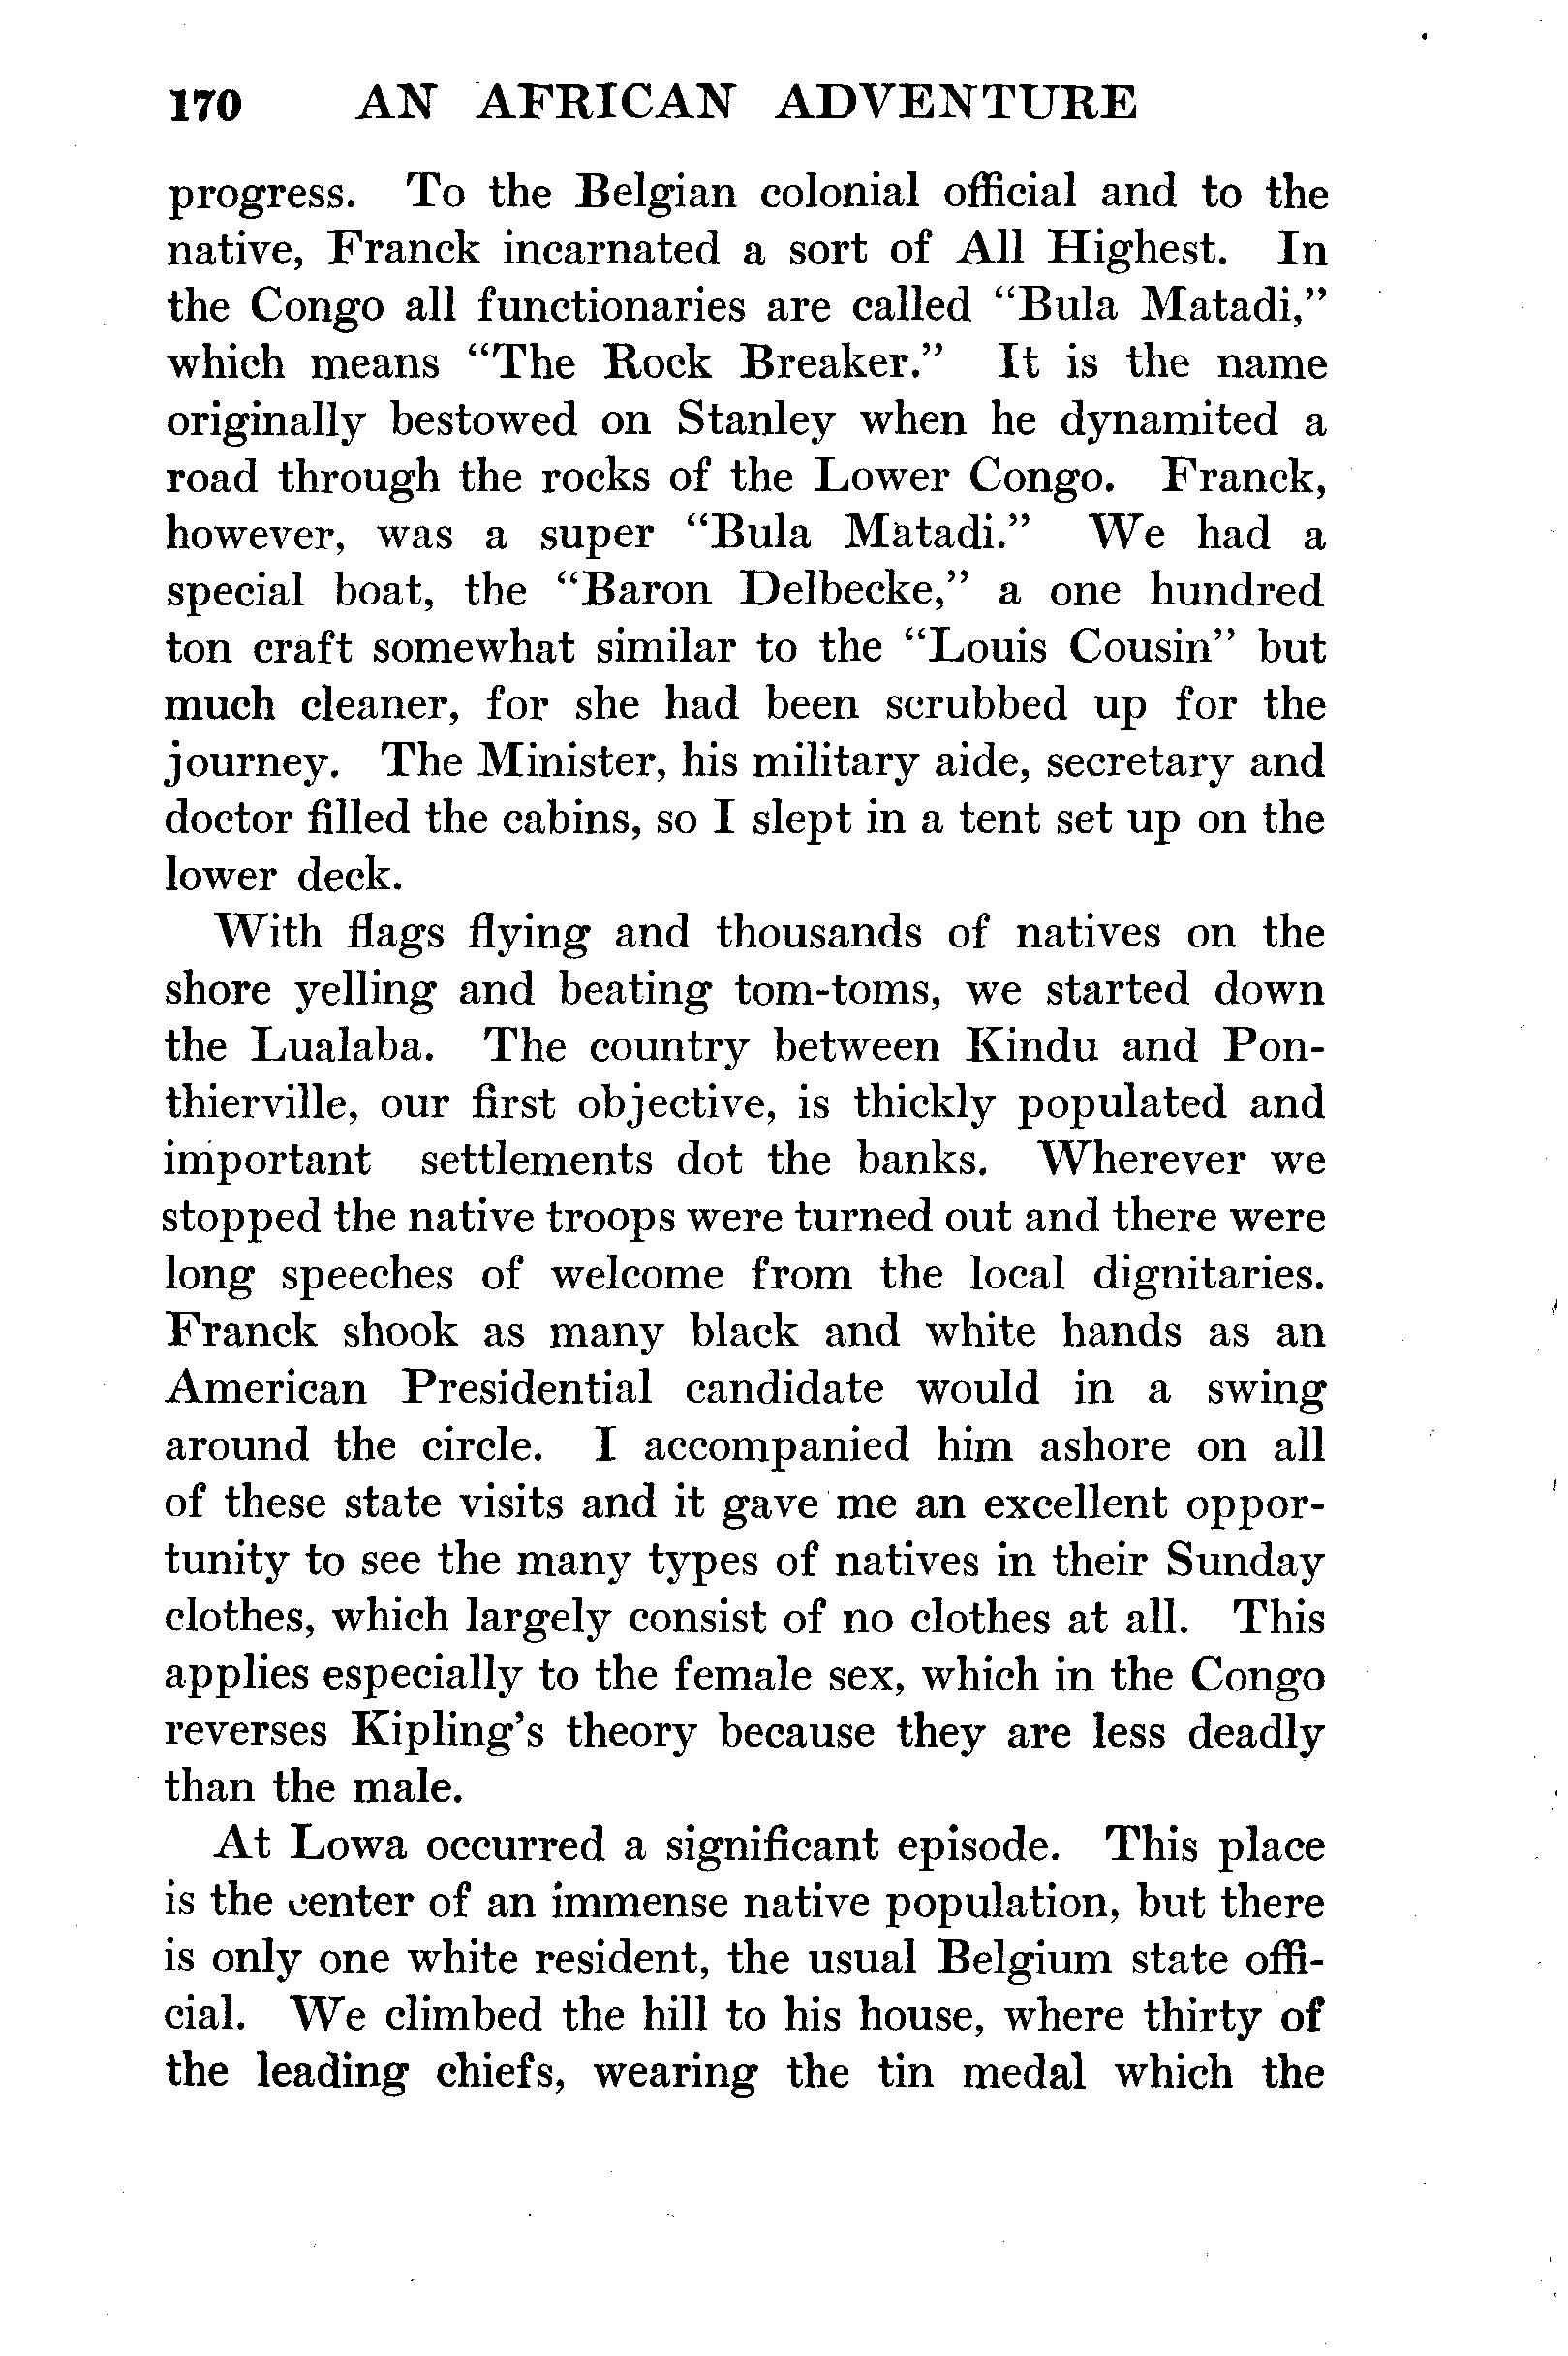 170 AN AFRICAN ADVENTURE
progress. To the Belgian colonial official and to the
native, Franck incarnated a sort of All Highest. In
the Congo all functionaries are called “Bula Matadi,”
which means “The Rock Breaker.” It is the name
originally bestowed on Stanley when he dynamited a
road through the rocks of the Lower Congo. Franck,
however, was a super “Bula Matadi.” We had a
special boat, the “Baron Delbecke,” a one hundred
ton craft somewhat similar to the “Louis Cousin” but
much cleaner, for she had been scrubbed up for the
journey. The Minister, his military aide, secretary and
doctor filled the cabins, so I slept in a tent set up on the
lower deck.
With flags flying and thousands of natives on the
shore yelling and beating tom-toms, we started down
the Lualaba. The country between Kindu and Pon-
thierville, our first objective, is thickly populated and
important settlements dot the banks. Wherever we
stopped the native troops were turned out and there were
long speeches of welcome from the local dignitaries.
Franck shook as many black and white hands as an
American Presidential candidate would in a swing
around the circle. I accompanied him ashore on all
of these state visits and it gave me an excellent oppor-
tunity to see the many types of natives in their Sunday
clothes, which largely consist of no clothes at all. This
applies especially to the female sex, which in the Congo
reverses Kipling’s theory because they are less deadly
than the male.
At Lowa occurred a significant episode. This place
is the center of an immense native population, but there
is only one white resident, the usual Belgium state offi-
cial. We climbed the hill to his house, where thirty of
the leading chiefs, wearing the tin medal which the